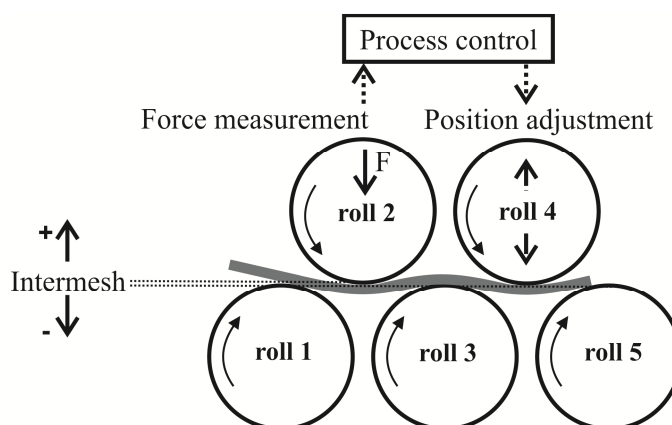 Process control
Force measurement
Position adjustment
F
roll 2
roll 4
+
Intermesh
-
roll 1
roll 3
roll 5